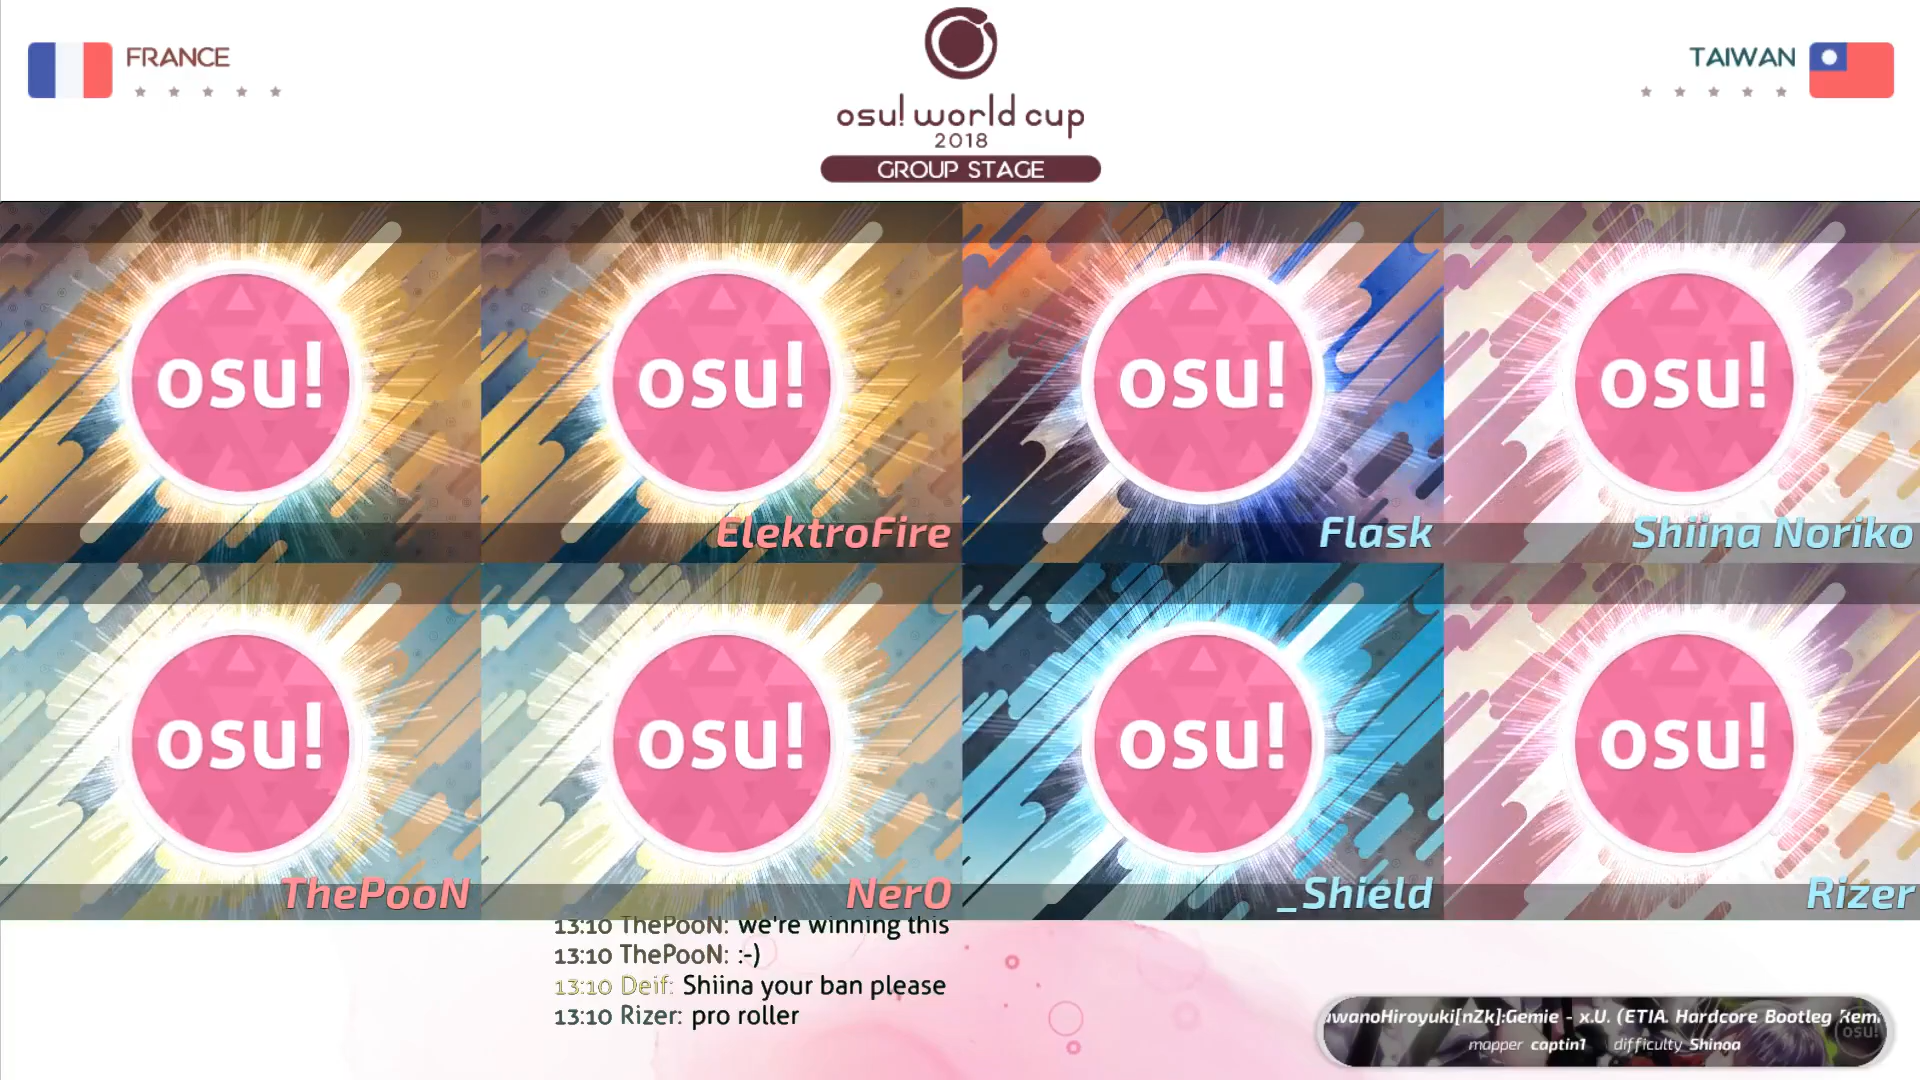 FRANCE
TAIWAN
osu! world cup
2018
GROUP STAGE
osu!
osu!
osu!
osu!
ElektroFire
Flask
Shiina Noriko
osu!
osu!
osu!
osu!
ThePooN
NerO
_Shield
Rizer
13:10 ThePooN: we're winning this
13:10 ThePooN: :-)
13:10 Deif: Shiina your ban please
13:10 Rizer: pro roller
wanoHiroyuki[nZk]:Gemie - x.U. (ETIA. Hardcore Bootleg Rem
osu!
mapper captin1 difficulty Shinoa